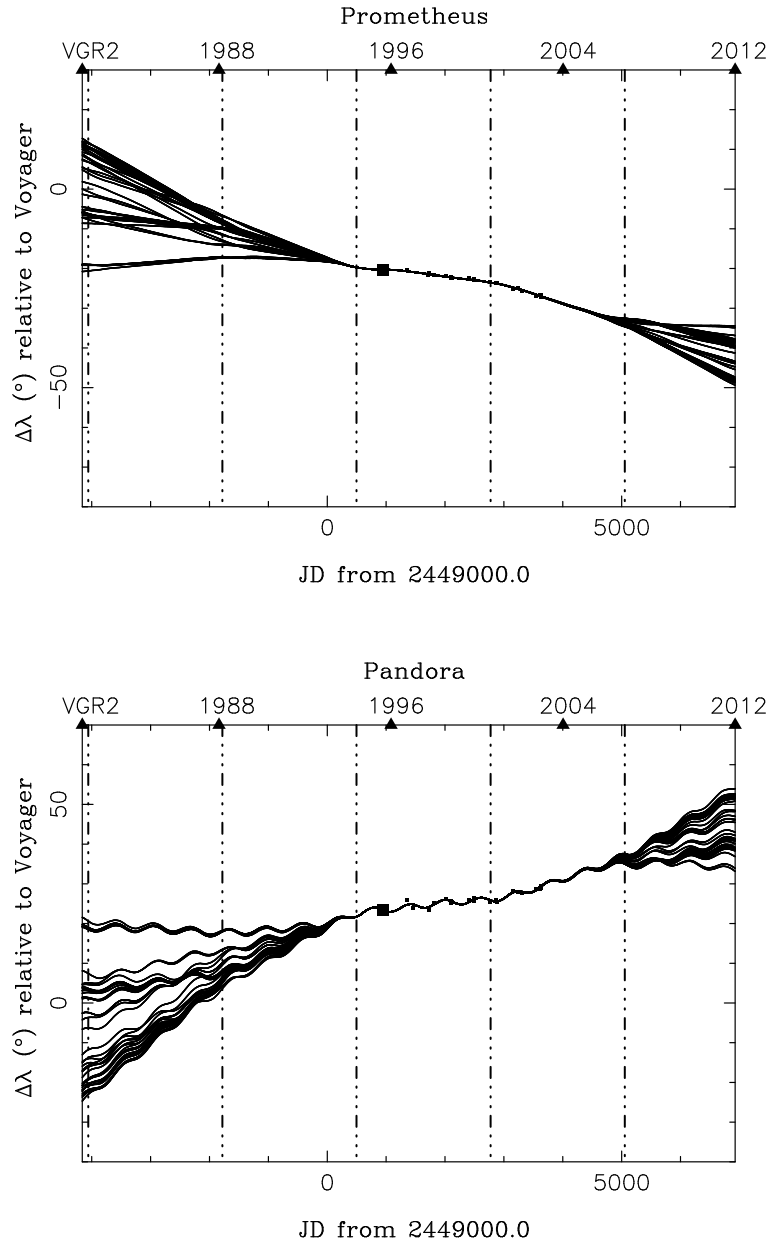 Prometheus
VGR2 1988 1996 2004 2012
Δλ (°) relative to Voyager
0
−50
0 5000
JD from 2449000.0
Pandora
VGR2 1988 1996 2004 2012
Δλ (°) relative to Voyager
50
0
0 5000
JD from 2449000.0